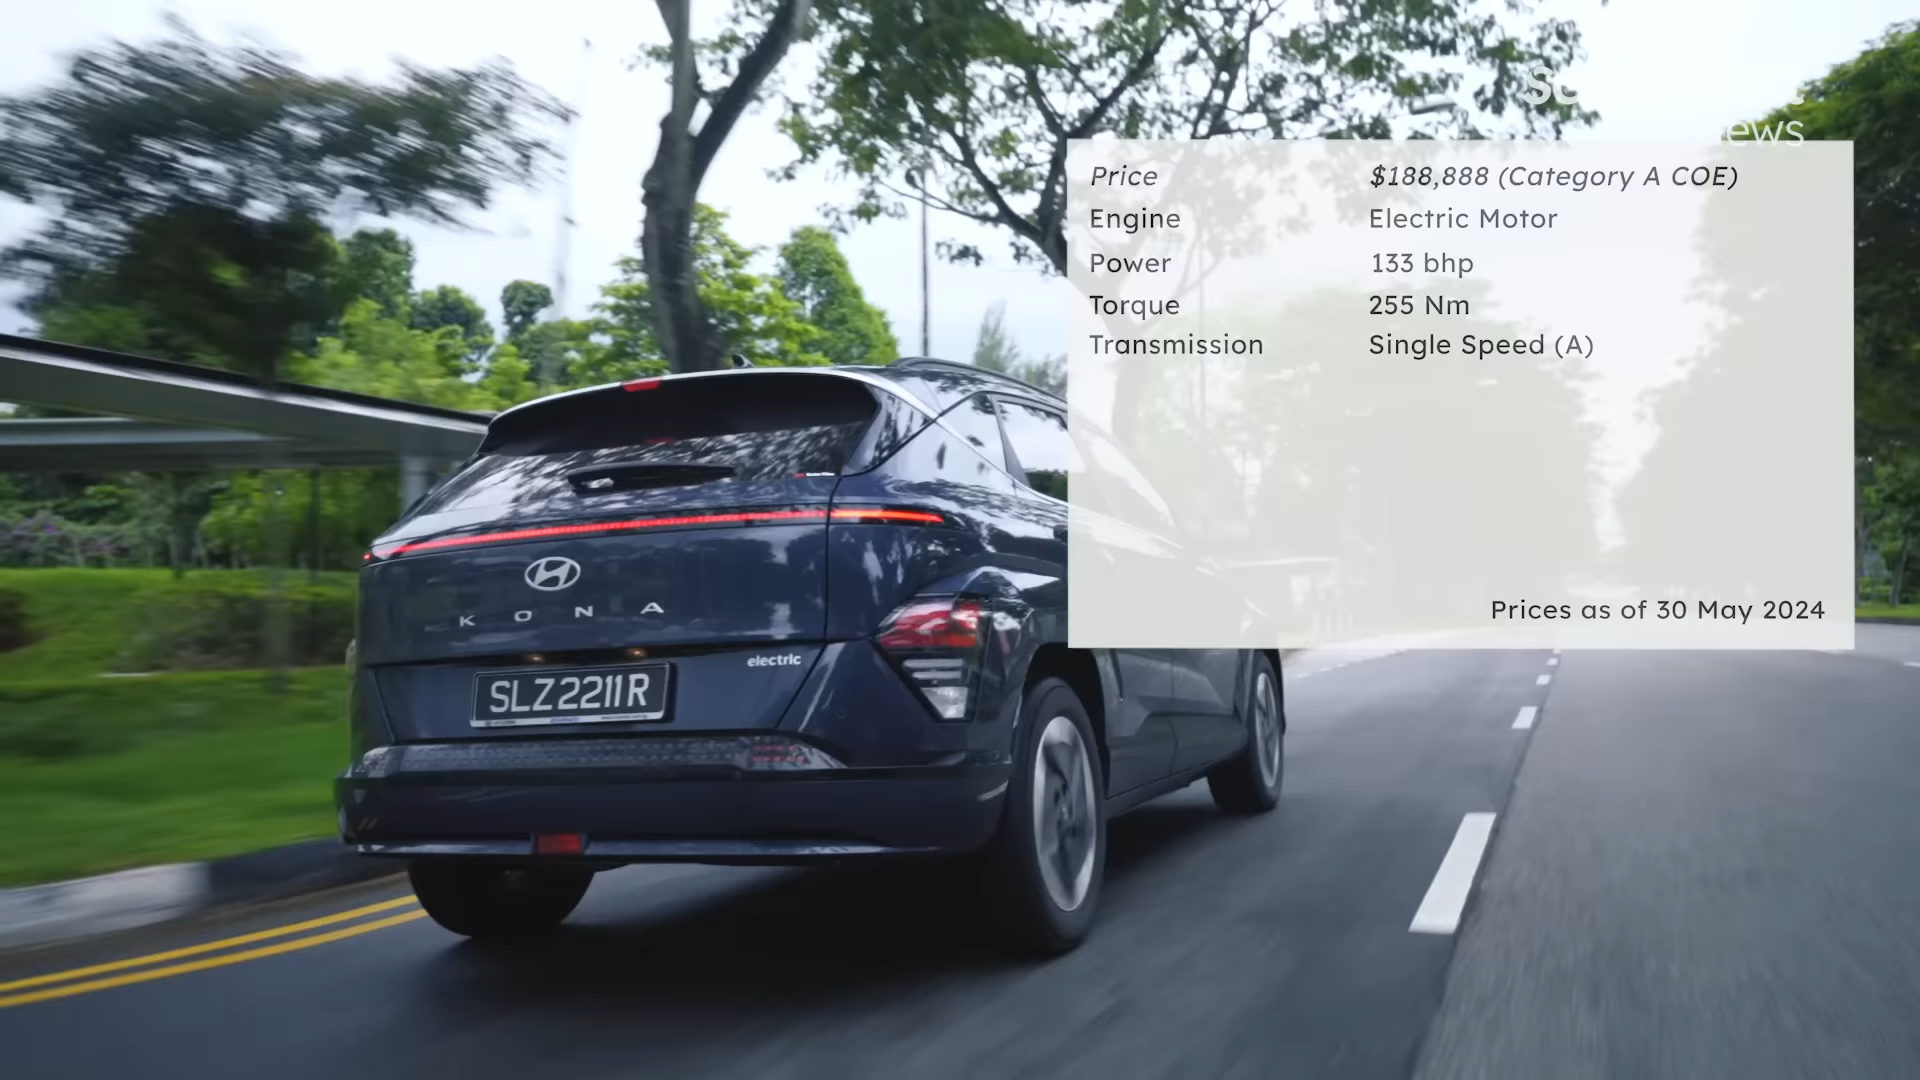 ews
Price $188,888 (Category A COE)
Engine Electric Motor
Power 133 bhp
Torque 255 Nm
Transmission Single Speed (A)
Prices as of 30 May 2024
KONA
electric
SLZ2211R